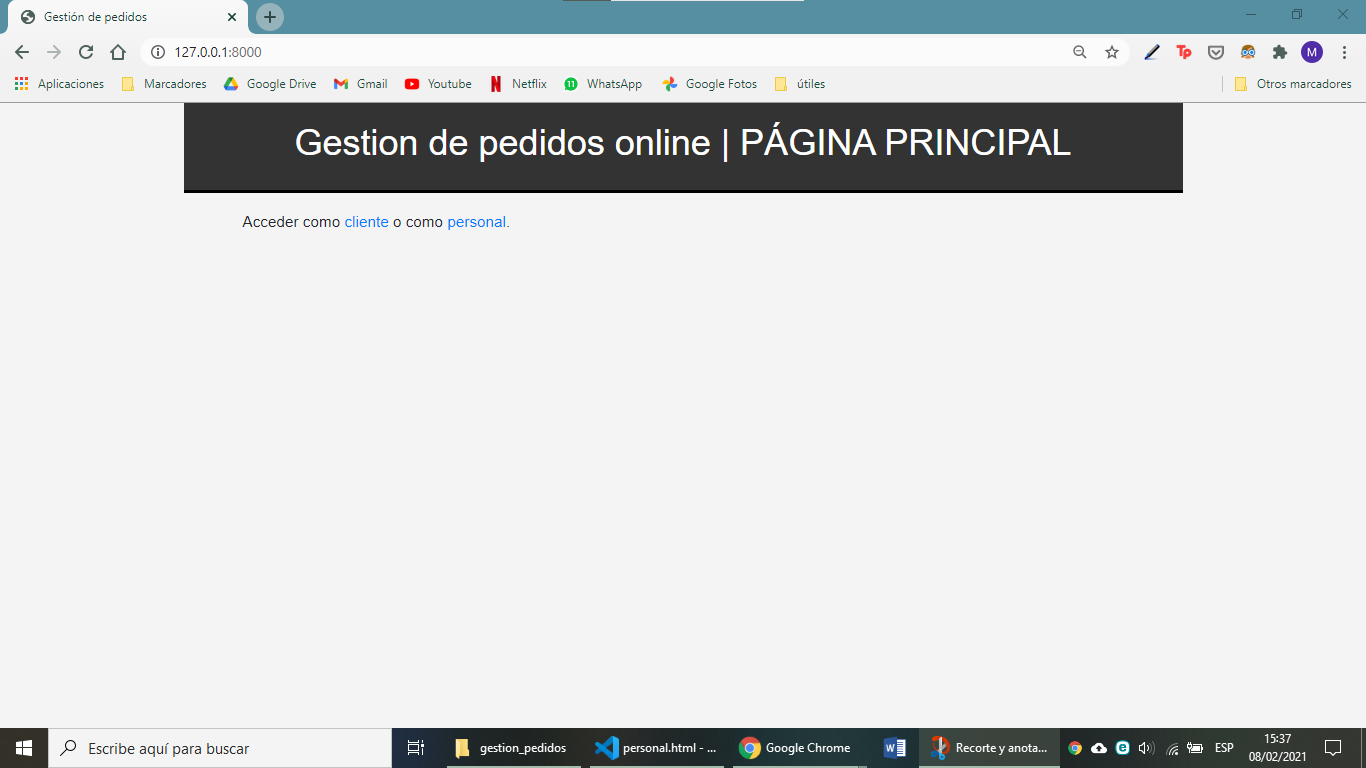 Gestión de pedidos
127.0.0.1:8000
M
Aplicaciones Marcadores Google Drive Gmail Youtube Netflix 11 WhatsApp Google Fotos útiles Otros marcadores
Gestion de pedidos online | PÁGINA PRINCIPAL
Acceder como cliente o como personal.
Escribe aquí para buscar gestion_pedidos personal.html - ... Google Chrome Recorte y anota... ESP 15:37
08/02/2021